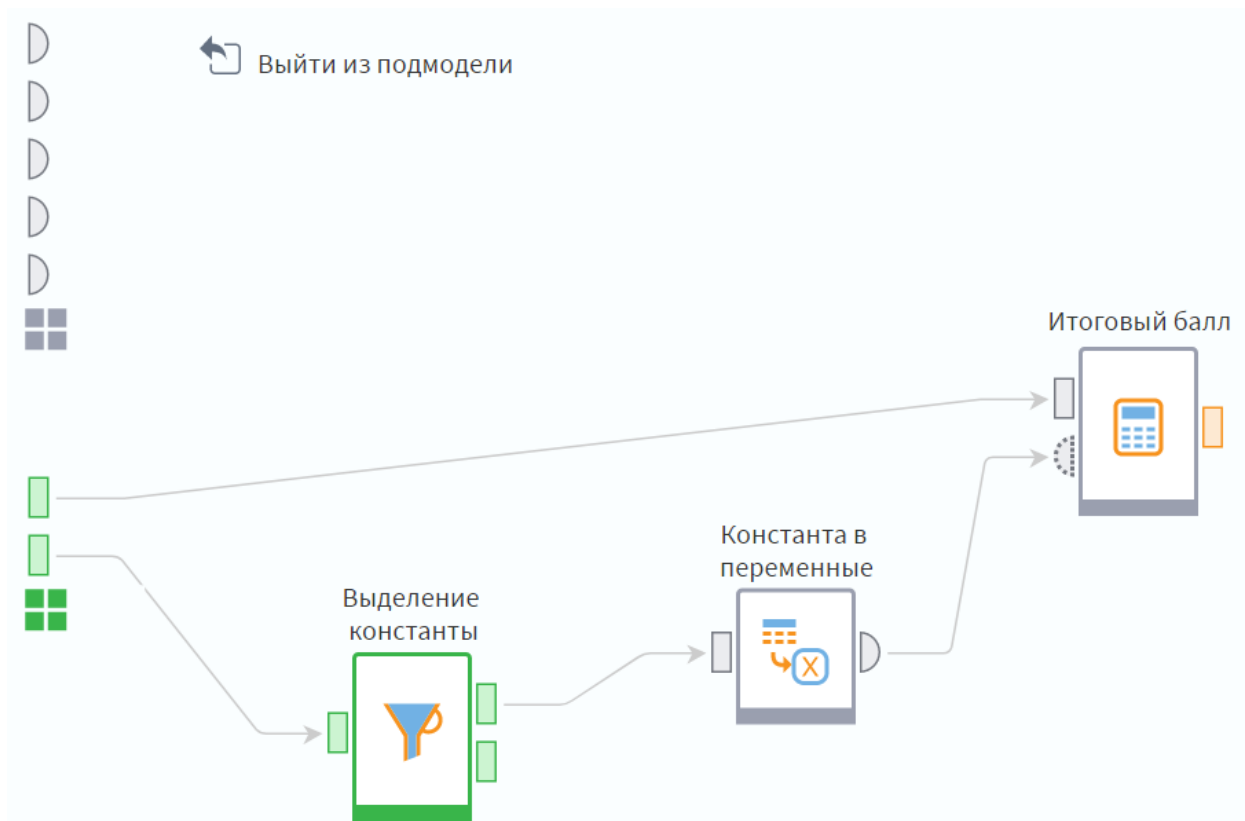 Выйти из подмодели
Итоговый балл
Константа в
переменные
Выделение
константы
X